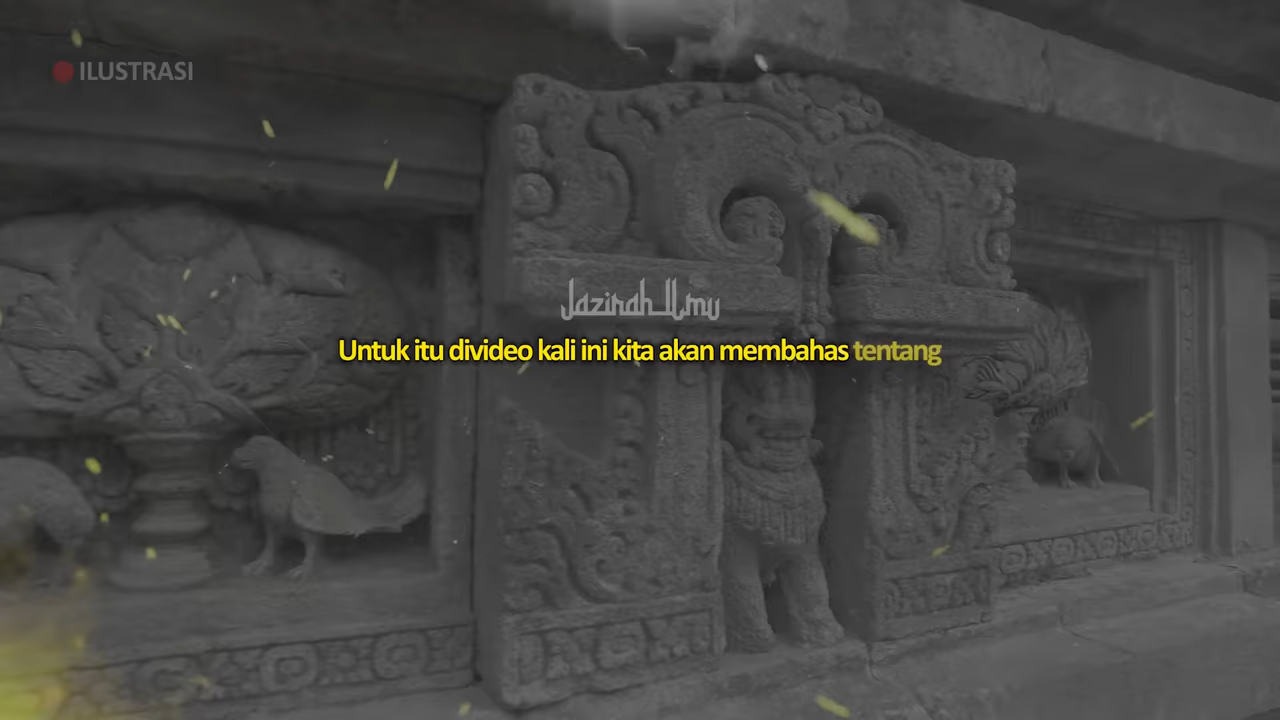 ILUSTRASI
Jazirah Ilmu
Untuk itu divideo kali ini kita akan membahas tentang